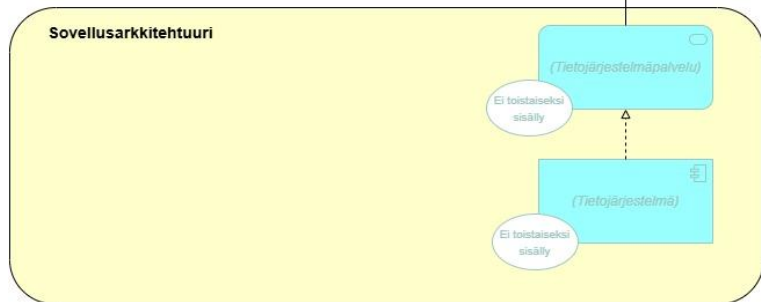 Sovellusarkkitehtuuri
(Tietojärjestelmäpalvelu)
Ei toistaiseksi
sisälly
(Tietojärjestelmä)
Ei toistaiseksi
sisälly